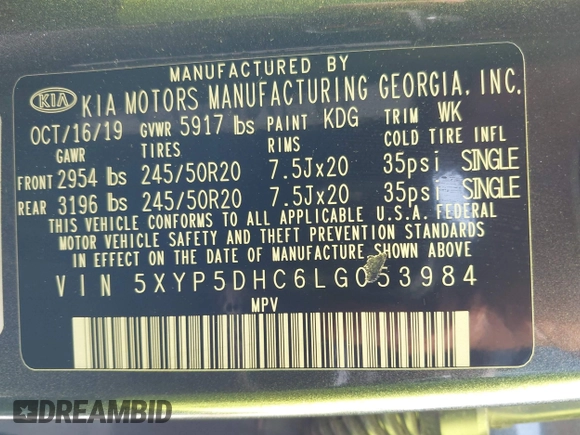 MANUFACTURED BY
KIA KIA MOTORS MANUFACTURING GEORGIA, INC.
OCT/16/19 GVWR 5917 lbs PAINT KDG TRIM WK
GAWR TIRES RIMS COLD TIRE INFL
FRONT 2954 lbs 245/50R20 7.5Jx20 35psi SINGLE
REAR 3196 lbs 245/50R20 7.5Jx20 35psi SINGLE
THIS VEHICLE CONFORMS TO ALL APPLICABLE U.S.A. FEDERAL
MOTOR VEHICLE SAFETY AND THEFT PREVENTION STANDARDS
IN EFFECT ON THE DATE OF MANUFACTURE SHOWN ABOVE
VIN 5XYP5DHC6LG053984
MPV
DREAMBID